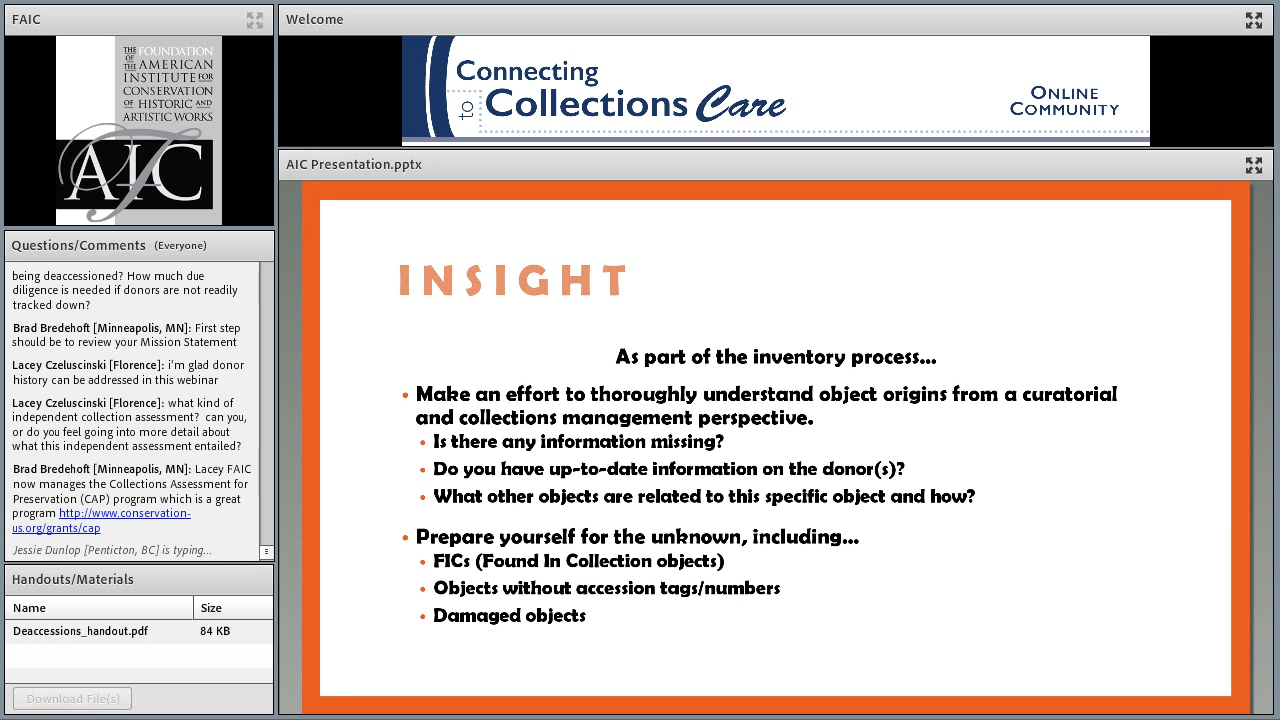 FAIC
THE FOUNDATION
OF THE AMERICAN
INSTITUTE FOR
CONSERVATION
OF HISTORIC AND
ARTISTIC WORKS
AIC
Questions/Comments (Everyone)
being deaccessioned? How much due
diligence is needed if donors are not readily
tracked down?
Brad Bredehoft [Minneapolis, MN]: First step
should be to review your Mission Statement
Lacey Czeluscinski [Florence]: i'm glad donor
history can be addressed in this webinar
Lacey Czeluscinski [Florence]: what kind of
independent collection assessment? can you,
or do you feel going into more detail about
what this independent assessment entailed?
Brad Bredehoft [Minneapolis, MN]: Lacey FAIC
now manages the Collections Assessment for
Preservation (CAP) program which is a great
program http://www.conservation-
us.org/grants/cap
Jessie Dunlop [Penticton, BC] is typing...
Handouts/Materials
Name Size
Deaccessions_handout.pdf 84 KB
Download File(s)
Welcome
Connecting
to Collections Care
ONLINE
COMMUNITY
AIC Presentation.pptx
INSIGHT
As part of the inventory process...
• Make an effort to thoroughly understand object origins from a curatorial
and collections management perspective.
• Is there any information missing?
• Do you have up-to-date information on the donor(s)?
• What other objects are related to this specific object and how?
• Prepare yourself for the unknown, including...
• FICs (Found In Collection objects)
• Objects without accession tags/numbers
• Damaged objects